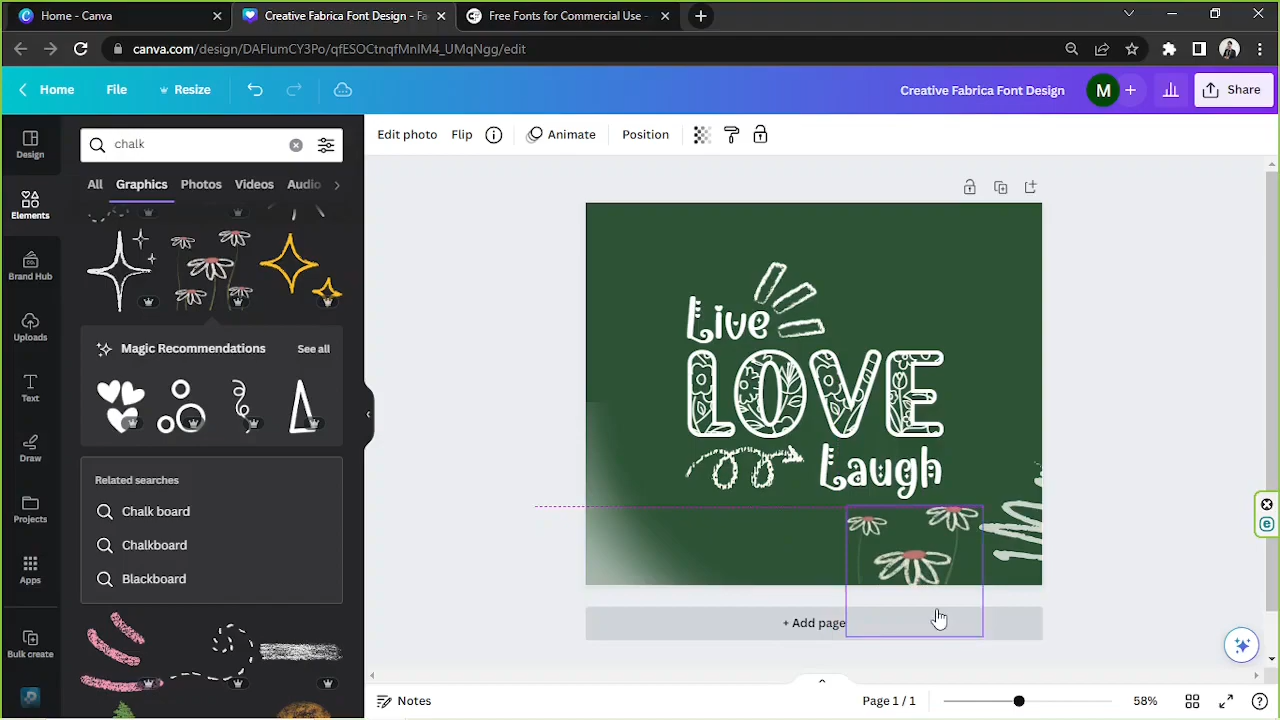 Home - Canva
Creative Fabrica Font Design - Fa
Free Fonts for Commercial Use -
canva.com/design/DAFlumCY3Po/qfESOCtnqfMnIM4_UMqNgg/edit
Home
File
Resize
Creative Fabrica Font Design
M
Share
Design
Elements
Brand Hub
Uploads
Text
Draw
Projects
Apps
Bulk create
chalk
All
Graphics
Photos
Videos
Audio
Magic Recommendations
See all
Related searches
Chalk board
Chalkboard
Blackboard
Edit photo
Flip
Animate
Position
Live
LOVE
Laugh
+ Add page
Notes
Page 1 / 1
58%